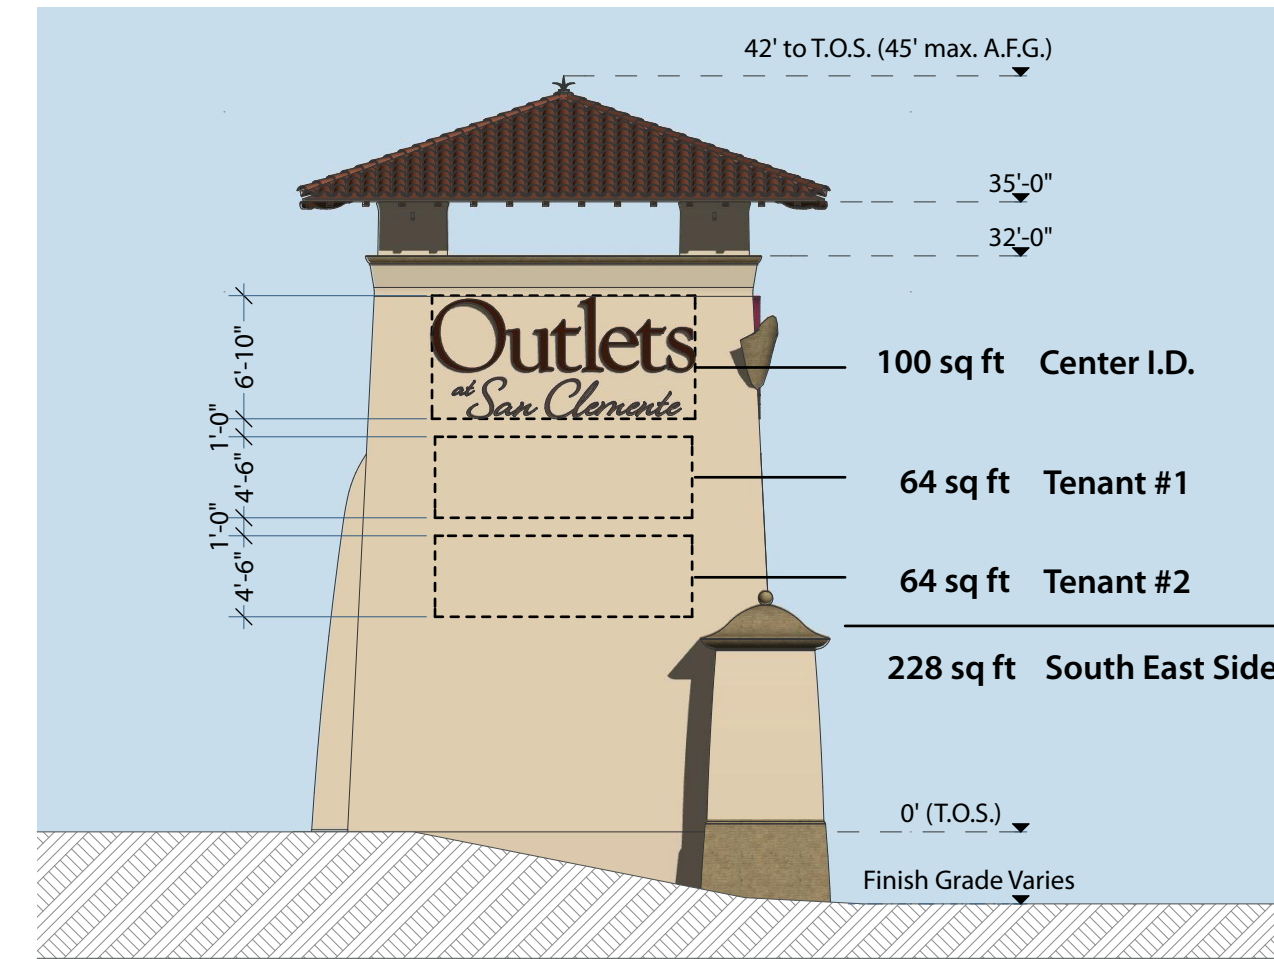 42' to T.O.S. (45' max. A.F.G.)
35'-0"
32'-0"
Outlets
at San Clemente
6'-10"
1'-0"
4'-6"
1'-0"
4'-6"
100 sq ft Center I.D.
64 sq ft Tenant #1
64 sq ft Tenant #2
228 sq ft South East Side
0' (T.O.S.)
Finish Grade Varies